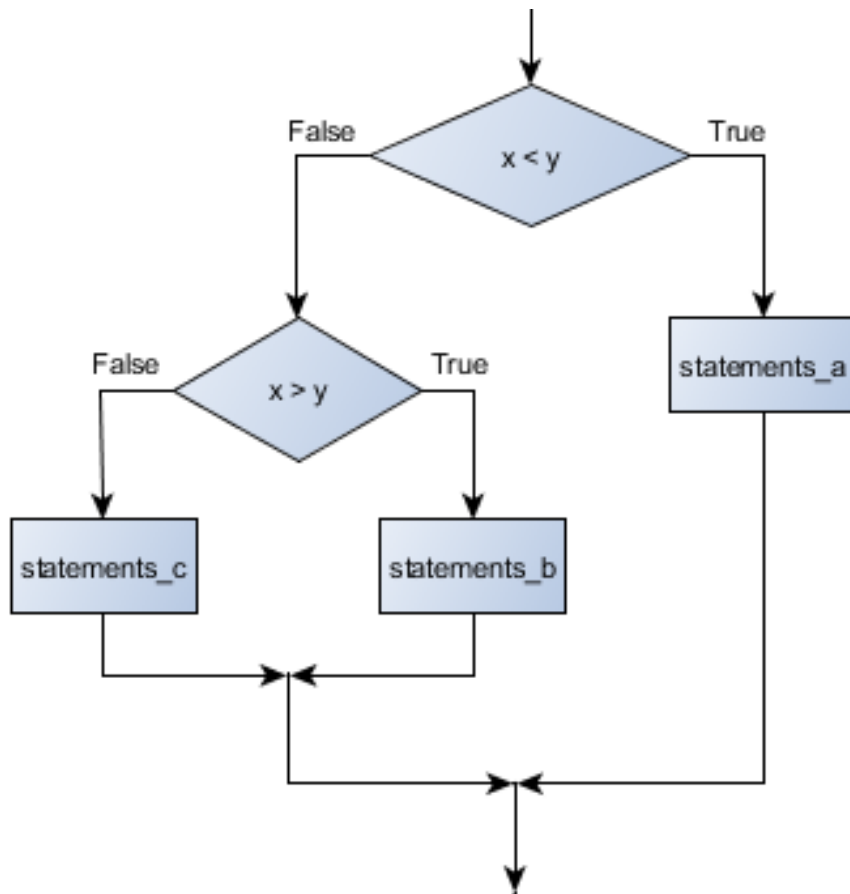 False
True
x < y
False
True
x > y
statements_a
statements_c
statements_b